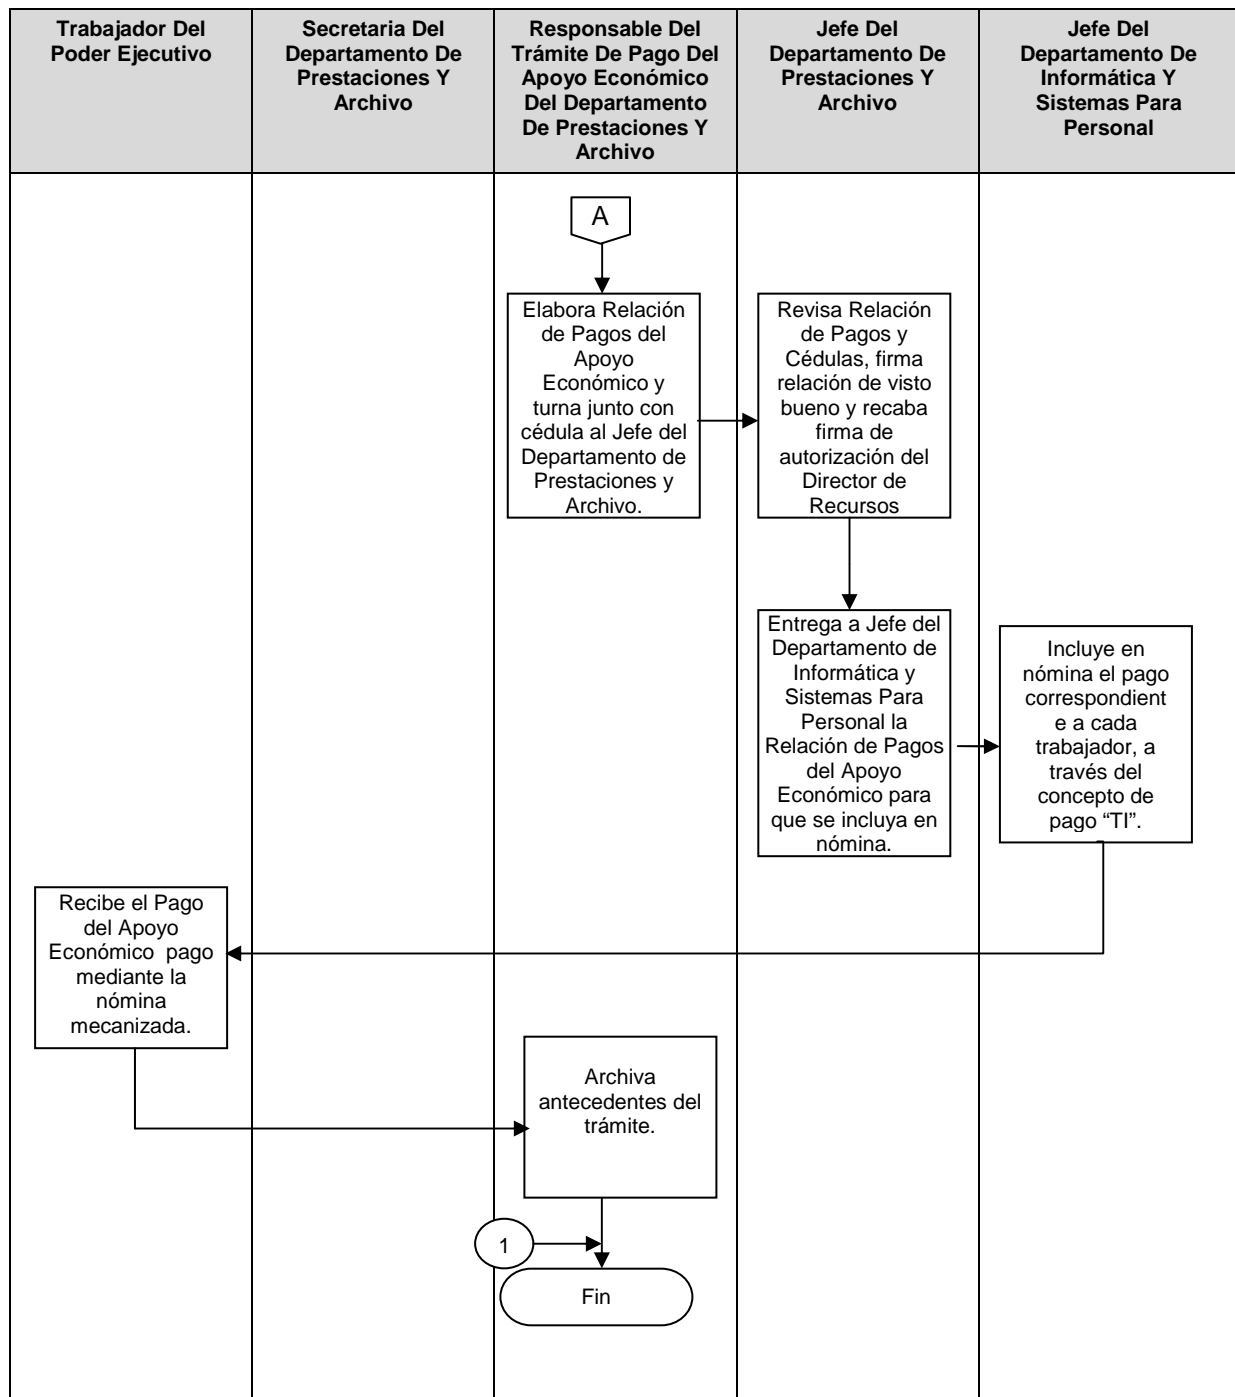 Trabajador Del
Poder Ejecutivo
Secretaria Del
Departamento De
Prestaciones Y
Archivo
Responsable Del
Trámite De Pago Del
Apoyo Económico
Del Departamento
De Prestaciones Y
Archivo
Jefe Del
Departamento De
Prestaciones Y
Archivo
Jefe Del
Departamento De
Informática Y
Sistemas Para
Personal
A
Elabora Relación
de Pagos del
Apoyo
Económico y
turna junto con
cédula al Jefe del
Departamento de
Prestaciones y
Archivo.
Revisa Relación
de Pagos y
Cédulas, firma
relación de visto
bueno y recaba
firma de
autorización del
Director de
Recursos
Entrega a Jefe del
Departamento de
Informática y
Sistemas Para
Personal la
Relación de Pagos
del Apoyo
Económico para
que se incluya en
nómina.
Incluye en
nómina el pago
correspondient
e a cada
trabajador, a
través del
concepto de
pago “TI”.
Recibe el Pago
del Apoyo
Económico  pago
mediante la
nómina
mecanizada.
Archiva
antecedentes del
trámite.
1
Fin